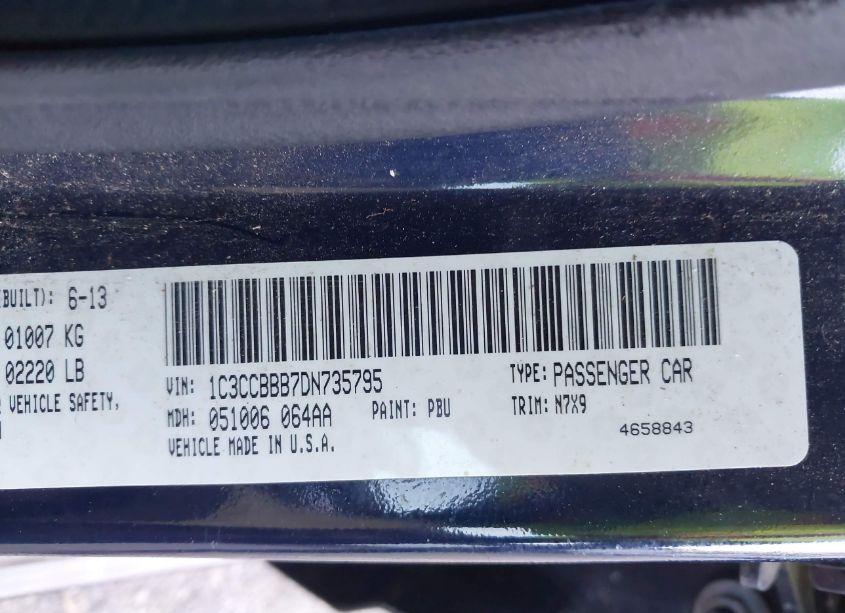 BUILT): 6-13
01007 KG
02220 LB
VEHICLE SAFETY,
VIN: 1C3CCBBB7DN735795
TYPE: PASSENGER CAR
MDH: 051006 064AA
PAINT: PBU
TRIM: N7X9
VEHICLE MADE IN U.S.A.
4658843